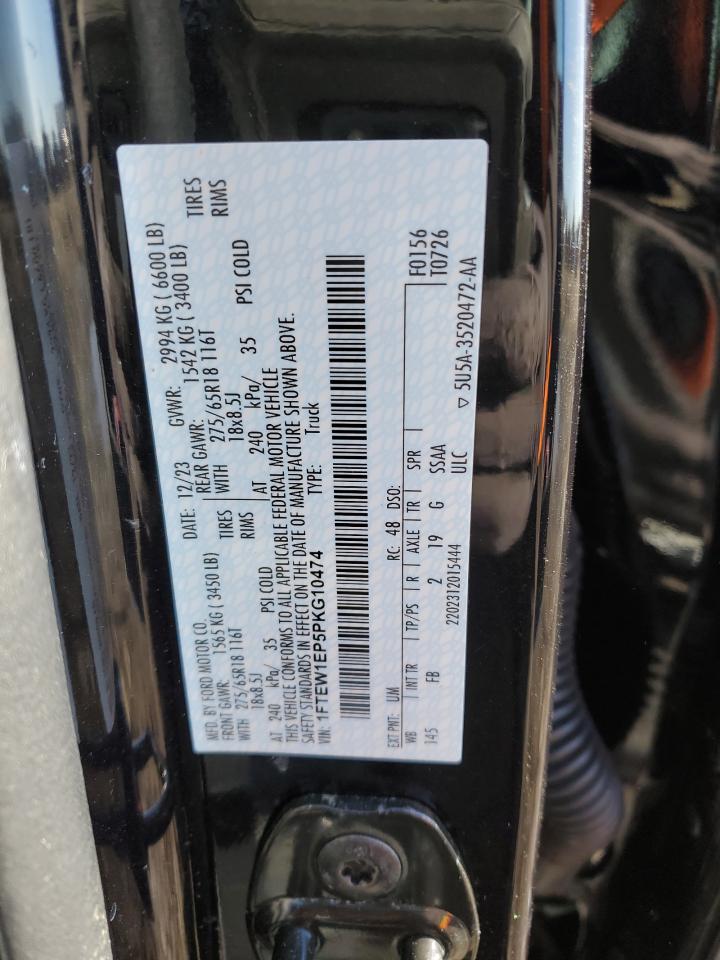 MFD. BY FORD MOTOR CO.
DATE: 12/23 GVWR: 2994 KG ( 6600 LB)
FRONT GAWR: 1565 KG ( 3450 LB)
REAR GAWR: 1542 KG ( 3400 LB)
WITH 275/65R18 116T TIRES
WITH 275/65R18 116T TIRES
18x8.5J RIMS
18x8.5J RIMS
AT 240 kPa/ 35 PSI COLD
AT 240 kPa/ 35 PSI COLD
THIS VEHICLE CONFORMS TO ALL APPLICABLE FEDERAL MOTOR VEHICLE
SAFETY STANDARDS IN EFFECT ON THE DATE OF MANUFACTURE SHOWN ABOVE.
VIN: 1FTEW1EP5PKG10474
TYPE: Truck
EXT PNT: UM RC: 48 DSO: F0156
WB INT TR TP/PS R AXLE TR SPR T0726
145 FB 2 19 G SSAA
2202312015444 ULC ▽ 5U5A-3520472-AA